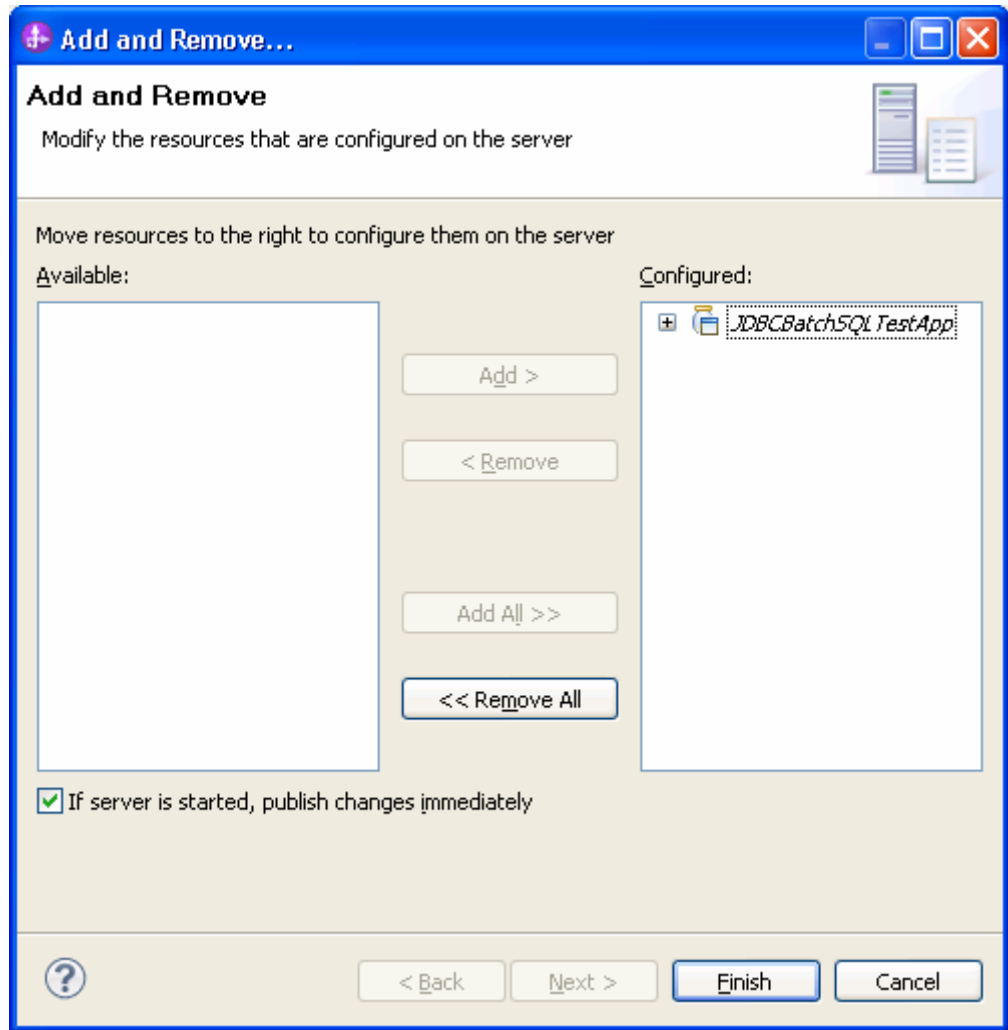 Add and Remove...
Add and Remove
Modify the resources that are configured on the server
Move resources to the right to configure them on the server
Available:
Configured:
JDBCBatchSQLTestApp
Add >
< Remove
Add All >>
<< Remove All
If server is started, publish changes immediately
?
< Back
Next >
Finish
Cancel